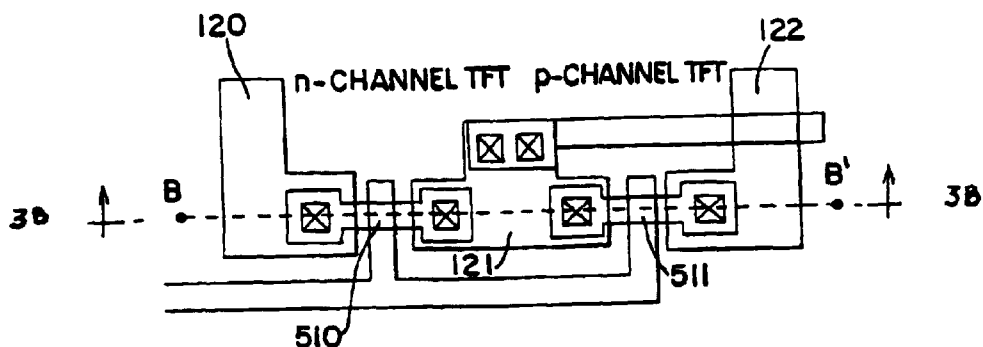 120
122
n-CHANNEL TFT p-CHANNEL TFT
3B B B' 3B
121
511
510